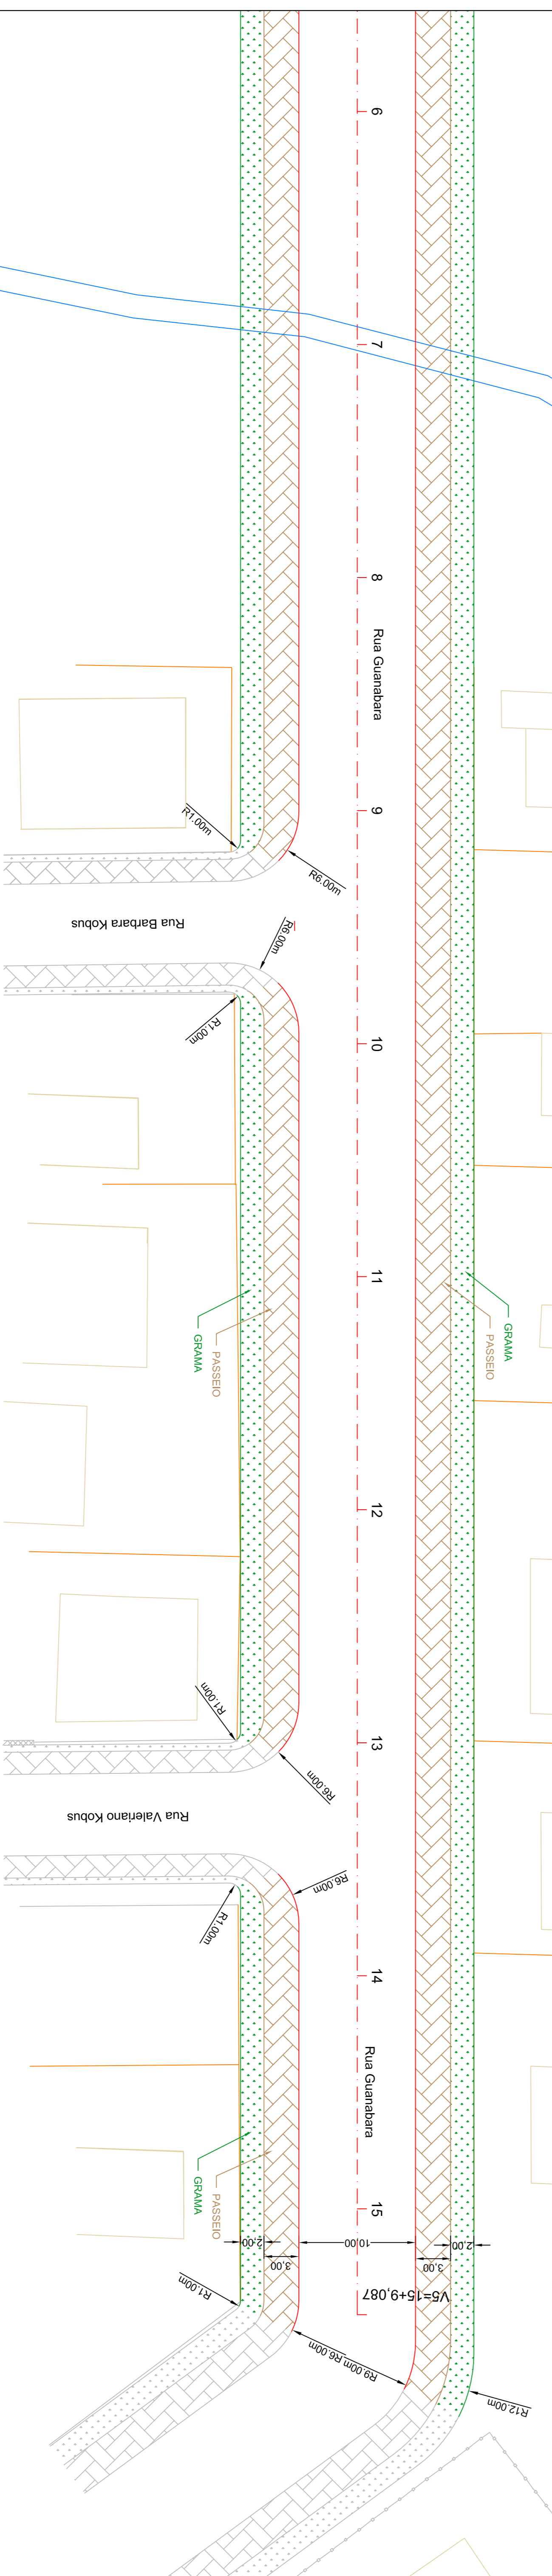 6
7
8
Rua Guanabara
9
R1.00m
R6.00m
Rua Barbara Kobus
R6.00m
R1.00m
10
11
GRAMA
PASSEIO
PASSEIO
GRAMA
12
R1.00m
13
R6.00m
Rua Valeriano Kobus
R6.00m
R1.00m
14
Rua Guanabara
PASSEIO
GRAMA
15
2,00
3,00
10,00
3,00
2,00
V5=15+9,087
R1.00m
R6.00m
R9.00m
R12.00m